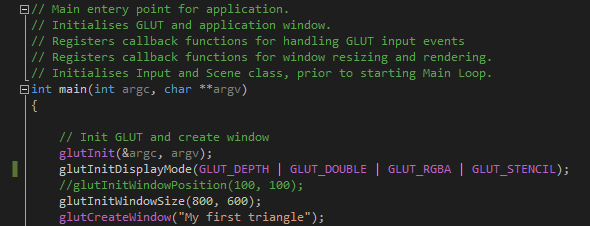 // Main entery point for application.
// Initialises GLUT and application window.
// Registers callback functions for handling GLUT input events
// Registers callback functions for window resizing and rendering.
// Initialises Input and Scene class, prior to starting Main Loop.
int main(int argc, char **argv)
{
// Init GLUT and create window
glutInit(&argc, argv);
glutInitDisplayMode(GLUT_DEPTH | GLUT_DOUBLE | GLUT_RGBA | GLUT_STENCIL);
//glutInitWindowPosition(100, 100);
glutInitWindowSize(800, 600);
glutCreateWindow("My first triangle");